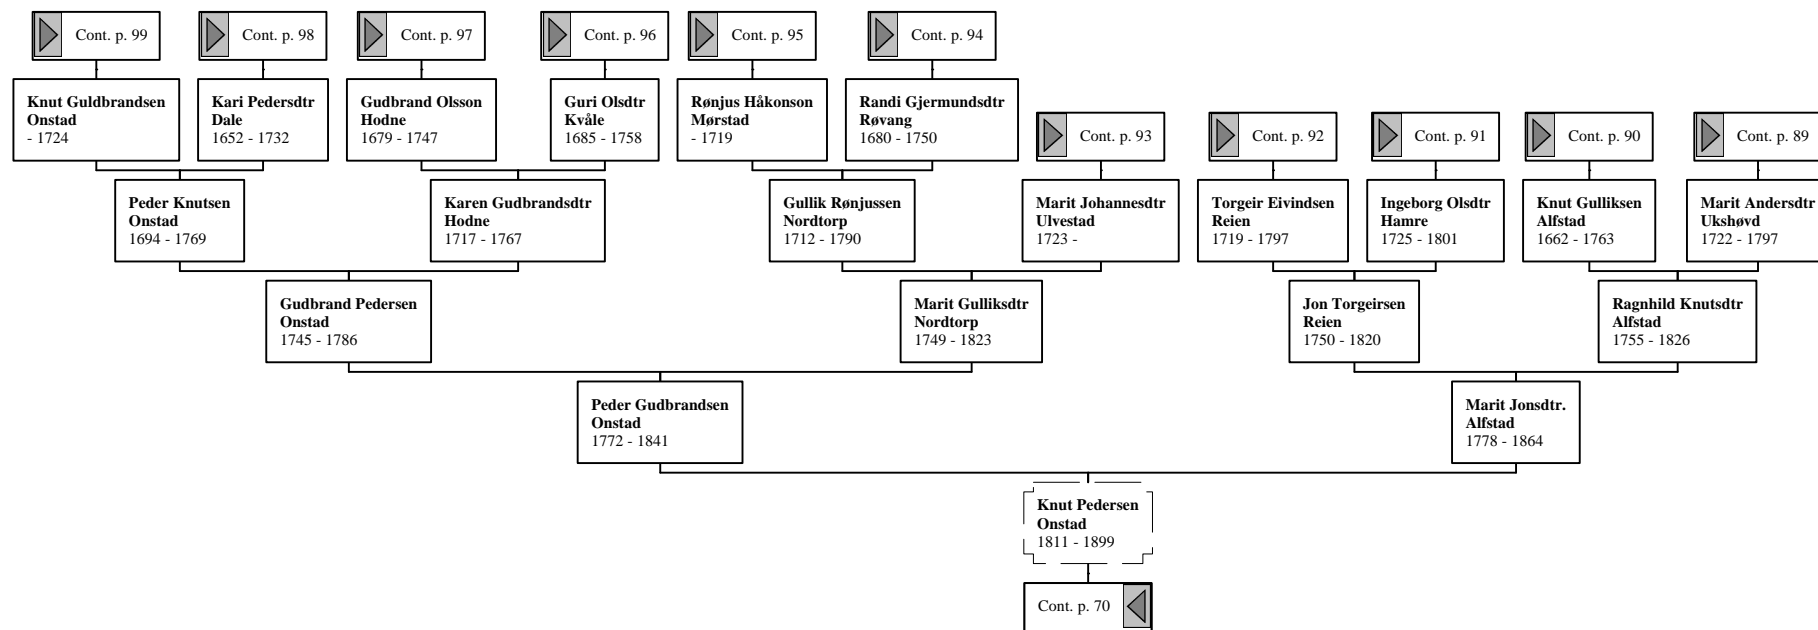 Cont. p. 99
Cont. p. 98
Cont. p. 97
Cont. p. 96
Cont. p. 95
Cont. p. 94
Knut Guldbrandsen
Onstad
- 1724
Kari Pedersdtr
Dale
1652 - 1732
Gudbrand Olsson
Hodne
1679 - 1747
Guri Olsdtr
Kvåle
1685 - 1758
Rønjus Håkonson
Mørstad
- 1719
Randi Gjermundsdtr
Røvang
1680 - 1750
Cont. p. 93
Cont. p. 92
Cont. p. 91
Cont. p. 90
Cont. p. 89
Peder Knutsen
Onstad
1694 - 1769
Karen Gudbrandsdtr
Hodne
1717 - 1767
Gullik Rønjussen
Nordtorp
1712 - 1790
Marit Johannesdtr
Ulvestad
1723 -
Torgeir Eivindsen
Reien
1719 - 1797
Ingeborg Olsdtr
Hamre
1725 - 1801
Knut Gulliksen
Alfstad
1662 - 1763
Marit Andersdtr
Ukshøvd
1722 - 1797
Gudbrand Pedersen
Onstad
1745 - 1786
Marit Gulliksdtr
Nordtorp
1749 - 1823
Jon Torgeirsen
Reien
1750 - 1820
Ragnhild Knutsdtr
Alfstad
1755 - 1826
Peder Gudbrandsen
Onstad
1772 - 1841
Marit Jonsdtr.
Alfstad
1778 - 1864
Knut Pedersen
Onstad
1811 - 1899
Cont. p. 70